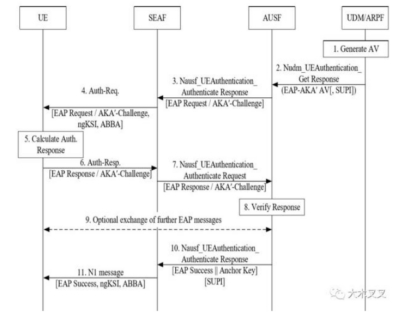 UE
SEAF
AUSF
UDM/ARPF
1. Generate AV
2. Nudm_UEAuthentication_
Get Response
(EAP-AKA' AV[, SUPI])
3. Nausf_UEAuthentication_
Authenticate Response
[EAP Request / AKA'-Challenge]
4. Auth-Req.
[EAP Request / AKA'-Challenge,
ngKSI, ABBA]
5. Calculate Auth.
Response
6. Auth-Resp.
[EAP Response / AKA'-Challenge]
7. Nausf_UEAuthentication_
Authenticate Request
[EAP Response / AKA'-Challenge]
8. Verify Response
9. Optional exchange of further EAP messages
10. Nausf_UEAuthentication_
Authenticate Response
[EAP Success || Anchor Key]
[SUPI]
11. N1 message
[EAP Success, ngKSI, ABBA]